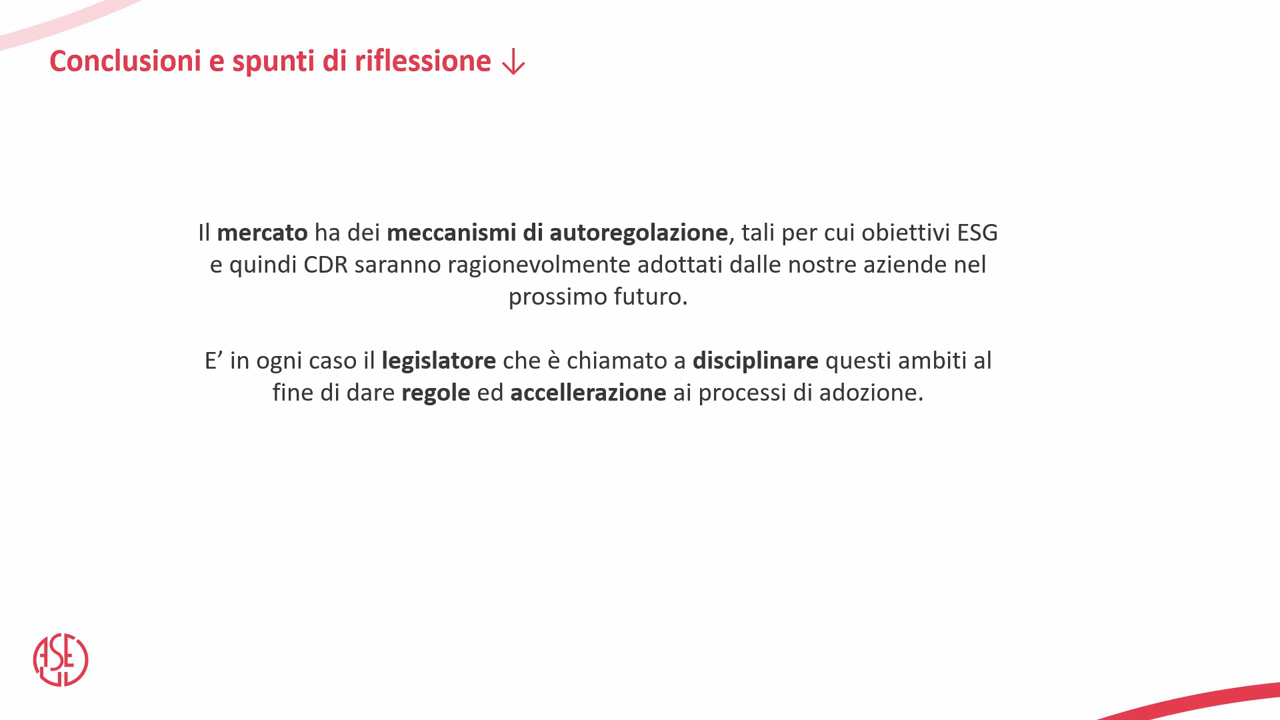 Conclusioni e spunti di riflessione ↓
Il mercato ha dei meccanismi di autoregolazione, tali per cui obiettivi ESG
e quindi CDR saranno ragionevolmente adottati dalle nostre aziende nel
prossimo futuro.
E’ in ogni caso il legislatore che è chiamato a disciplinare questi ambiti al
fine di dare regole ed accellerazione ai processi di adozione.